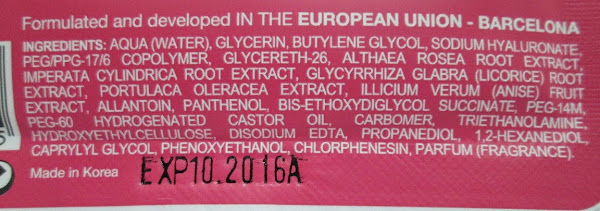 Formulated and developed IN THE EUROPEAN UNION - BARCELONA
INGREDIENTS: AQUA (WATER), GLYCERIN, BUTYLENE GLYCOL, SODIUM HYALURONATE,
PEG/PPG-17/6 COPOLYMER, GLYCERETH-26, ALTHAEA ROSEA ROOT EXTRACT,
IMPERATA CYLINDRICA ROOT EXTRACT, GLYCYRRHIZA GLABRA (LICORICE) ROOT
EXTRACT, PORTULACA OLERACEA EXTRACT, ILLICIUM VERUM (ANISE) FRUIT
EXTRACT, ALLANTOIN, PANTHENOL, BIS-ETHOXYDIGLYCOL SUCCINATE, PEG-14M,
PEG-60 HYDROGENATED CASTOR OIL, CARBOMER, TRIETHANOLAMINE,
HYDROXYETHYLCELLULOSE, DISODIUM EDTA, PROPANEDIOL, 1,2-HEXANEDIOL,
CAPRYLYL GLYCOL, PHENOXYETHANOL, CHLORPHENESIN, PARFUM (FRAGRANCE).
Made in Korea
EXP10.2016A
5